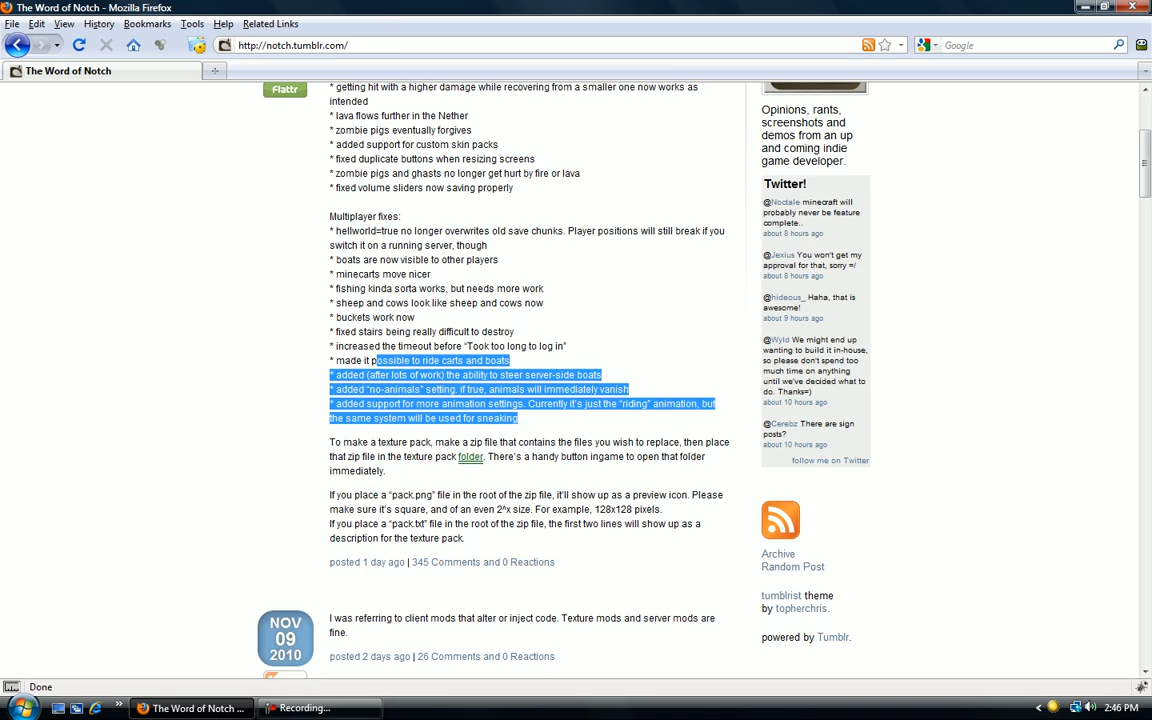 The Word of Notch - Mozilla Firefox
File Edit View History Bookmarks Tools Help Related Links
http://notch.tumblr.com/
Google
The Word of Notch
Flattr
* getting hit with a higher damage while recovering from a smaller one now works as
intended
* lava flows further in the Nether
* zombie pigs eventually forgives
* added support for custom skin packs
* fixed duplicate buttons when resizing screens
* zombie pigs and ghasts no longer get hurt by fire or lava
* fixed volume sliders now saving properly
Multiplayer fixes:
* hellworld=true no longer overwrites old save chunks. Player positions will still break if you
switch it on a running server, though
* boats are now visible to other players
* minecarts move nicer
* fishing kinda sorta works, but needs more work
* sheep and cows look like sheep and cows now
* buckets work now
* fixed stairs being really difficult to destroy
* increased the timeout before “Took too long to log in”
* made it possible to ride carts and boats
* added (after lots of work) the ability to steer server-side boats
* added “no-animals” setting. if true, animals will immediately vanish
* added support for more animation settings. Currently it’s just the “riding” animation, but
the same system will be used for sneaking
To make a texture pack, make a zip file that contains the files you wish to replace, then place
that zip file in the texture pack folder. There’s a handy button ingame to open that folder
immediately.
If you place a “pack.png” file in the root of the zip file, it’ll show up as a preview icon. Please
make sure it’s square, and of an even 2^x size. For example, 128x128 pixels.
If you place a “pack.txt” file in the root of the zip file, the first two lines will show up as a
description for the texture pack.
posted 1 day ago | 345 Comments and 0 Reactions
NOV
09
2010
I was referring to client mods that alter or inject code. Texture mods and server mods are
fine.
posted 2 days ago | 26 Comments and 0 Reactions
Opinions, rants,
screenshots and
demos from an up
and coming indie
game developer.
Twitter!
@Noctale minecraft will
probably never be feature
complete..
about 8 hours ago
@Jexius You won't get my
approval for that, sorry =/
about 8 hours ago
@hideous_ Haha, that is
awesome!
about 9 hours ago
@Wyld We might end up
wanting to build it in-house,
so please don't spend too
much time on anything
until we've decided what to
do. Thanks=)
about 10 hours ago
@Cerebz There are sign
posts?
about 10 hours ago
follow me on Twitter
Archive
Random Post
tumblrist theme
by topherchris.
powered by Tumblr.
Done
The Word of Notch ...
Recording...
2:46 PM